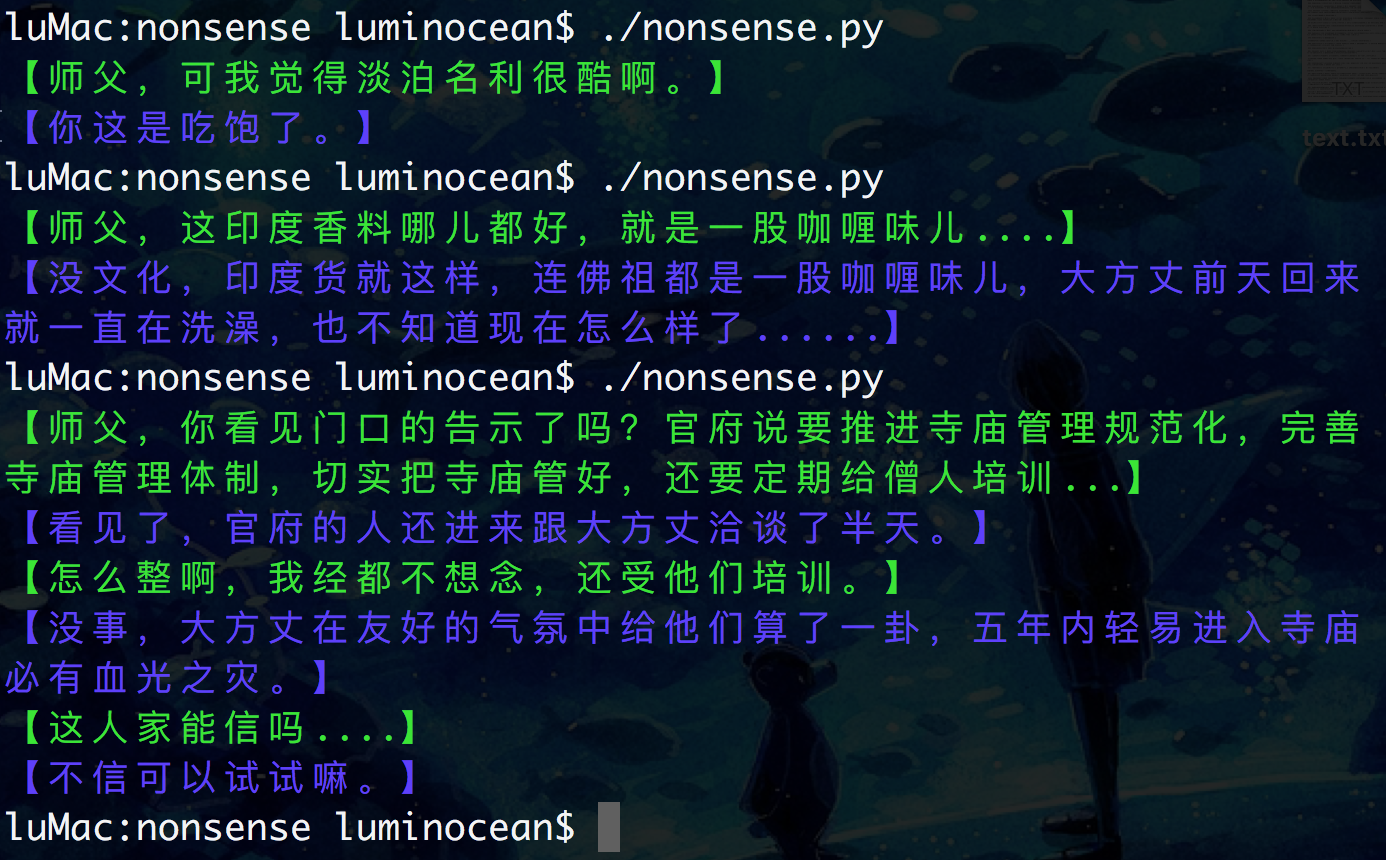 luMac:nonsense luminocean$ ./nonsense.py
【师父，可我觉得淡泊名利很酷啊。】
【你这是吃饱了。】
luMac:nonsense luminocean$ ./nonsense.py
【师父，这印度香料哪儿都好，就是一股咖喱味儿....】
【没文化，印度货就这样，连佛祖都是一股咖喱味儿，大方丈前天回来
就一直在洗澡，也不知道现在怎么样了......】
luMac:nonsense luminocean$ ./nonsense.py
【师父，你看见门口的告示了吗？官府说要推进寺庙管理规范化，完善
寺庙管理体制，切实把寺庙管好，还要定期给僧人培训...】
【看见了，官府的人还进来跟大方丈洽谈了半天。】
【怎么整啊，我经都不想念，还受他们培训。】
【没事，大方丈在友好的气氛中给他们算了一卦，五年内轻易进入寺庙
必有血光之灾。】
【这人家能信吗....】
【不信可以试试嘛。】
luMac:nonsense luminocean$
TXT
text.txt